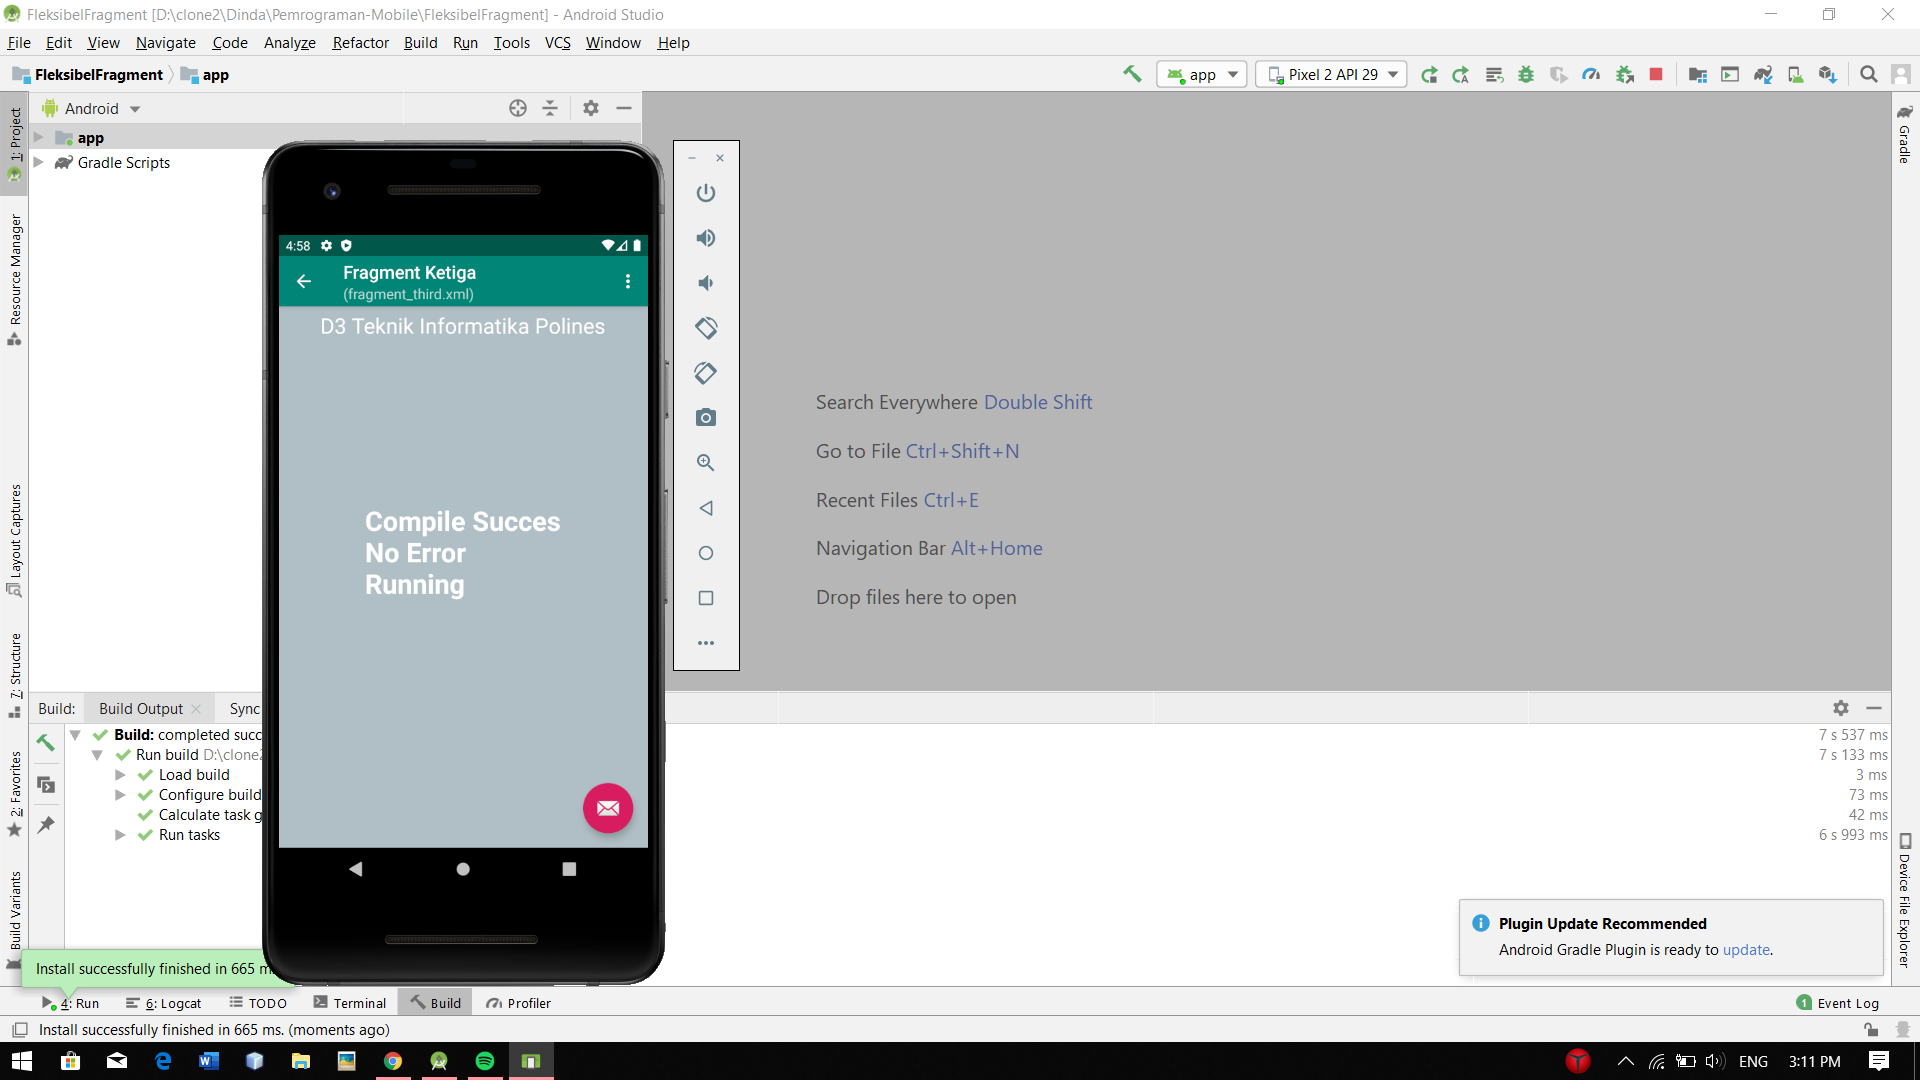 FleksibelFragment [D:\clone2\Dinda\Pemrograman-Mobile\FleksibelFragment] - Android Studio
File Edit View Navigate Code Analyze Refactor Build Run Tools VCS Window Help
FleksibelFragment app
app
Pixel 2 API 29
Android
app
Gradle Scripts
1: Project
Resource Manager
Layout Captures
7: Structure
2: Favorites
Build Variants
Gradle
Device File Explorer
4:58
Fragment Ketiga
(fragment_third.xml)
D3 Teknik Informatika Polines
Compile Succes
No Error
Running
Search Everywhere Double Shift
Go to File Ctrl+Shift+N
Recent Files Ctrl+E
Navigation Bar Alt+Home
Drop files here to open
Build: Build Output Sync
Build: completed succ 7 s 537 ms
Run build D:\clone2 7 s 133 ms
Load build 3 ms
Configure build 73 ms
Calculate task g 42 ms
Run tasks 6 s 993 ms
Plugin Update Recommended
Android Gradle Plugin is ready to update.
Install successfully finished in 665 m
4: Run 6: Logcat TODO Terminal Build Profiler 1 Event Log
Install successfully finished in 665 ms. (moments ago)
ENG 3:11 PM